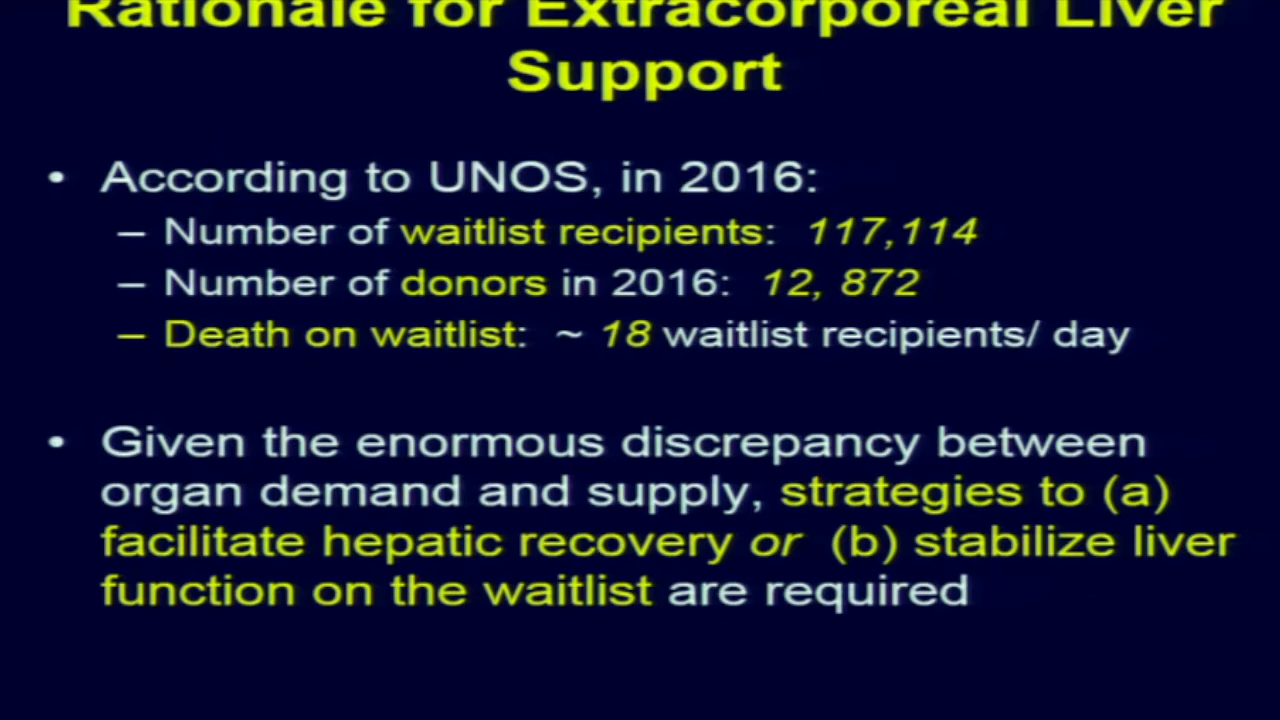 Rationale for Extracorporeal Liver
Support
• According to UNOS, in 2016:
– Number of waitlist recipients: 117,114
– Number of donors in 2016: 12, 872
– Death on waitlist: ~ 18 waitlist recipients/ day
• Given the enormous discrepancy between
organ demand and supply, strategies to (a)
facilitate hepatic recovery or (b) stabilize liver
function on the waitlist are required